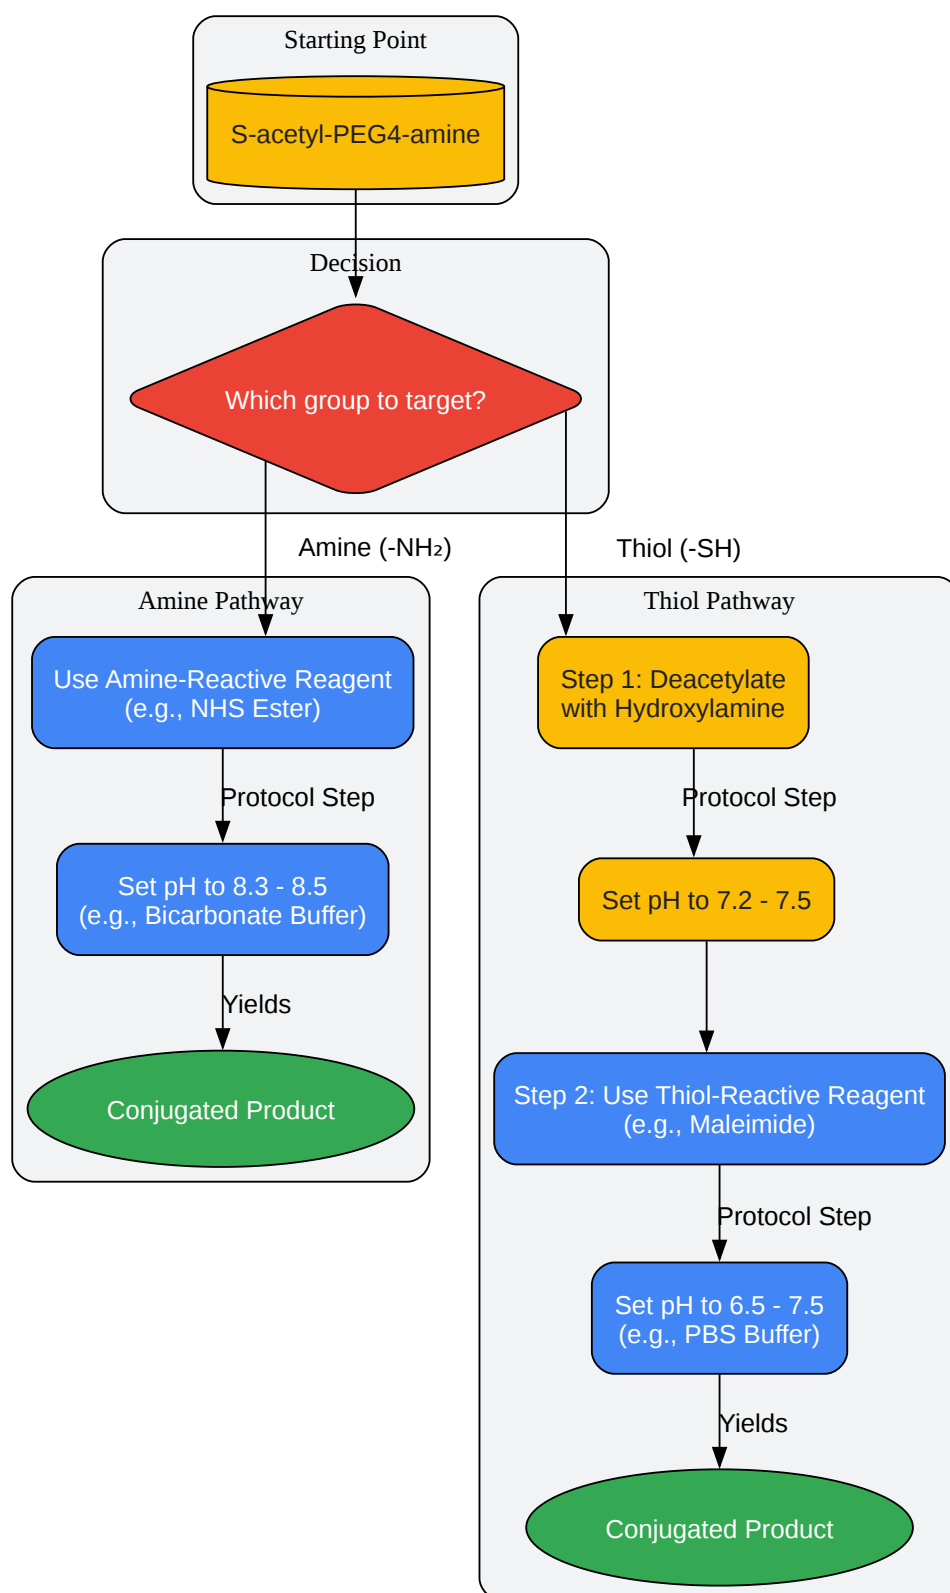 Starting Point
S-acetyl-PEG4-amine
Decision
Which group to target?
Amine (-NH₂)
Thiol (-SH)
Amine Pathway
Use Amine-Reactive Reagent
(e.g., NHS Ester)
Protocol Step
Set pH to 8.3 - 8.5
(e.g., Bicarbonate Buffer)
Yields
Conjugated Product
Thiol Pathway
Step 1: Deacetylate
with Hydroxylamine
Protocol Step
Set pH to 7.2 - 7.5
Step 2: Use Thiol-Reactive Reagent
(e.g., Maleimide)
Protocol Step
Set pH to 6.5 - 7.5
(e.g., PBS Buffer)
Yields
Conjugated Product